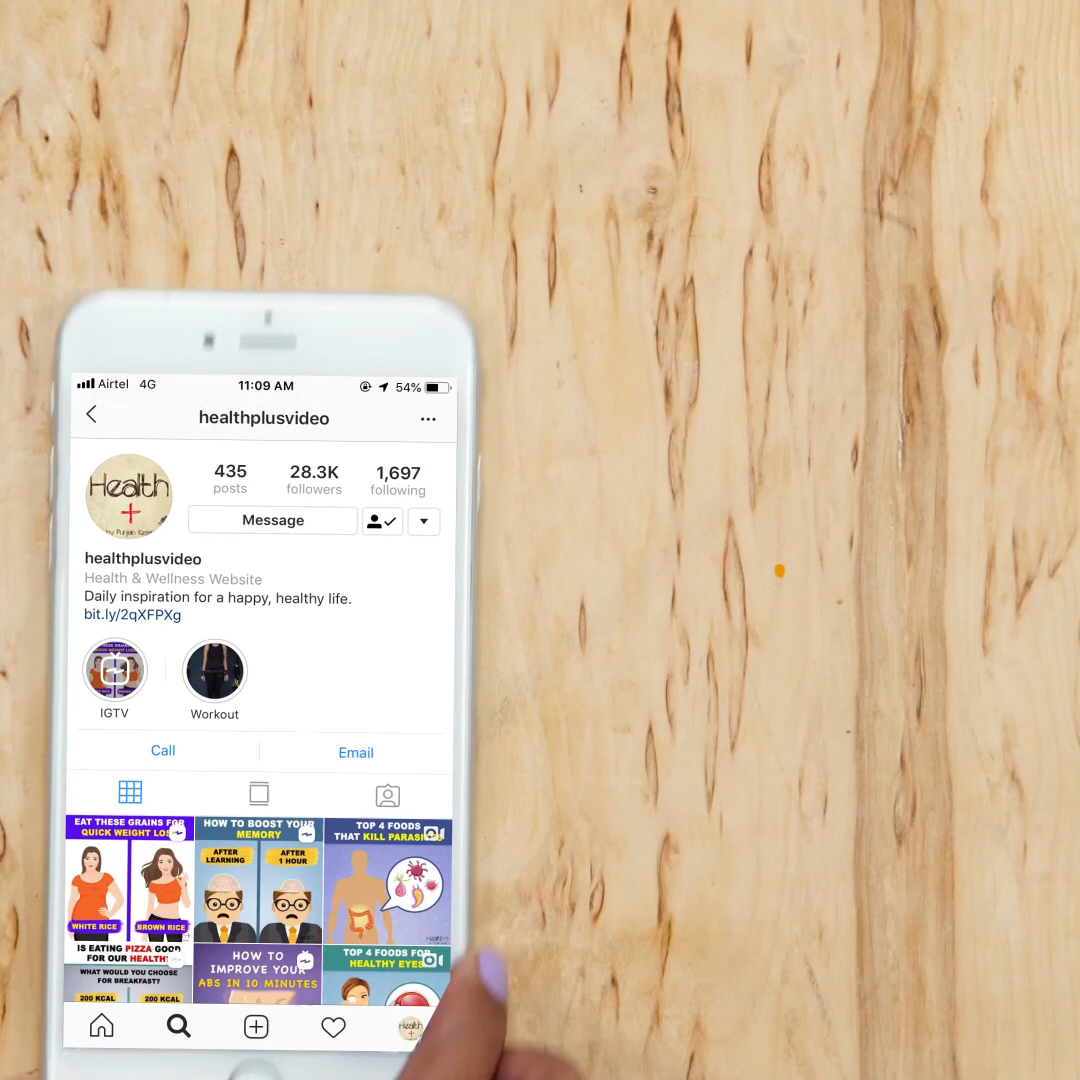 Airtel 4G 11:09 AM 54%
healthplusvideo
435 28.3K 1,697
posts followers following
Health
+
by Punjab Kesari
Message
healthplusvideo
Health & Wellness Website
Daily inspiration for a happy, healthy life.
bit.ly/2qXFPXg
IGTV Workout
Call Email
EAT THESE GRAINS FOR
QUICK WEIGHT LOSS
WHITE RICE BROWN RICE
HOW TO BOOST YOUR
MEMORY
AFTER
LEARNING
AFTER
1 HOUR
TOP 4 FOODS
THAT KILL PARASITES
IS EATING PIZZA GOOD
FOR OUR HEALTH?
WHAT WOULD YOU CHOOSE
FOR BREAKFAST?
200 KCAL 200 KCAL
HOW TO
IMPROVE YOUR
ABS IN 10 MINUTES
TOP 4 FOODS FOR
HEALTHY EYES
Health
+